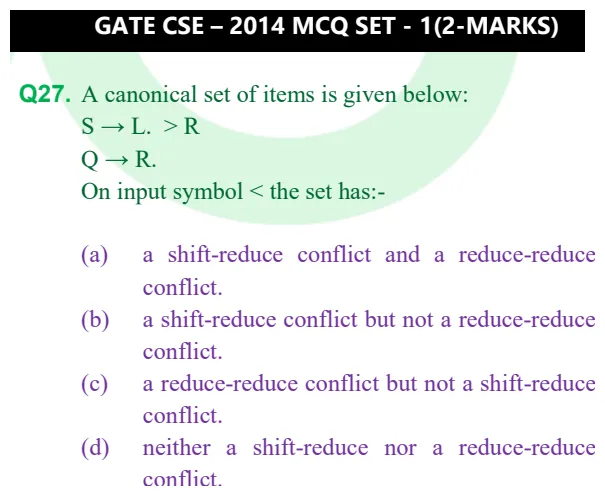 GATE CSE – 2014 MCQ SET - 1(2-MARKS)
Q27. A canonical set of items is given below:
S → L. > R
Q → R.
On input symbol < the set has:-
(a) a shift-reduce conflict and a reduce-reduce
conflict.
(b) a shift-reduce conflict but not a reduce-reduce
conflict.
(c) a reduce-reduce conflict but not a shift-reduce
conflict.
(d) neither a shift-reduce nor a reduce-reduce
conflict.